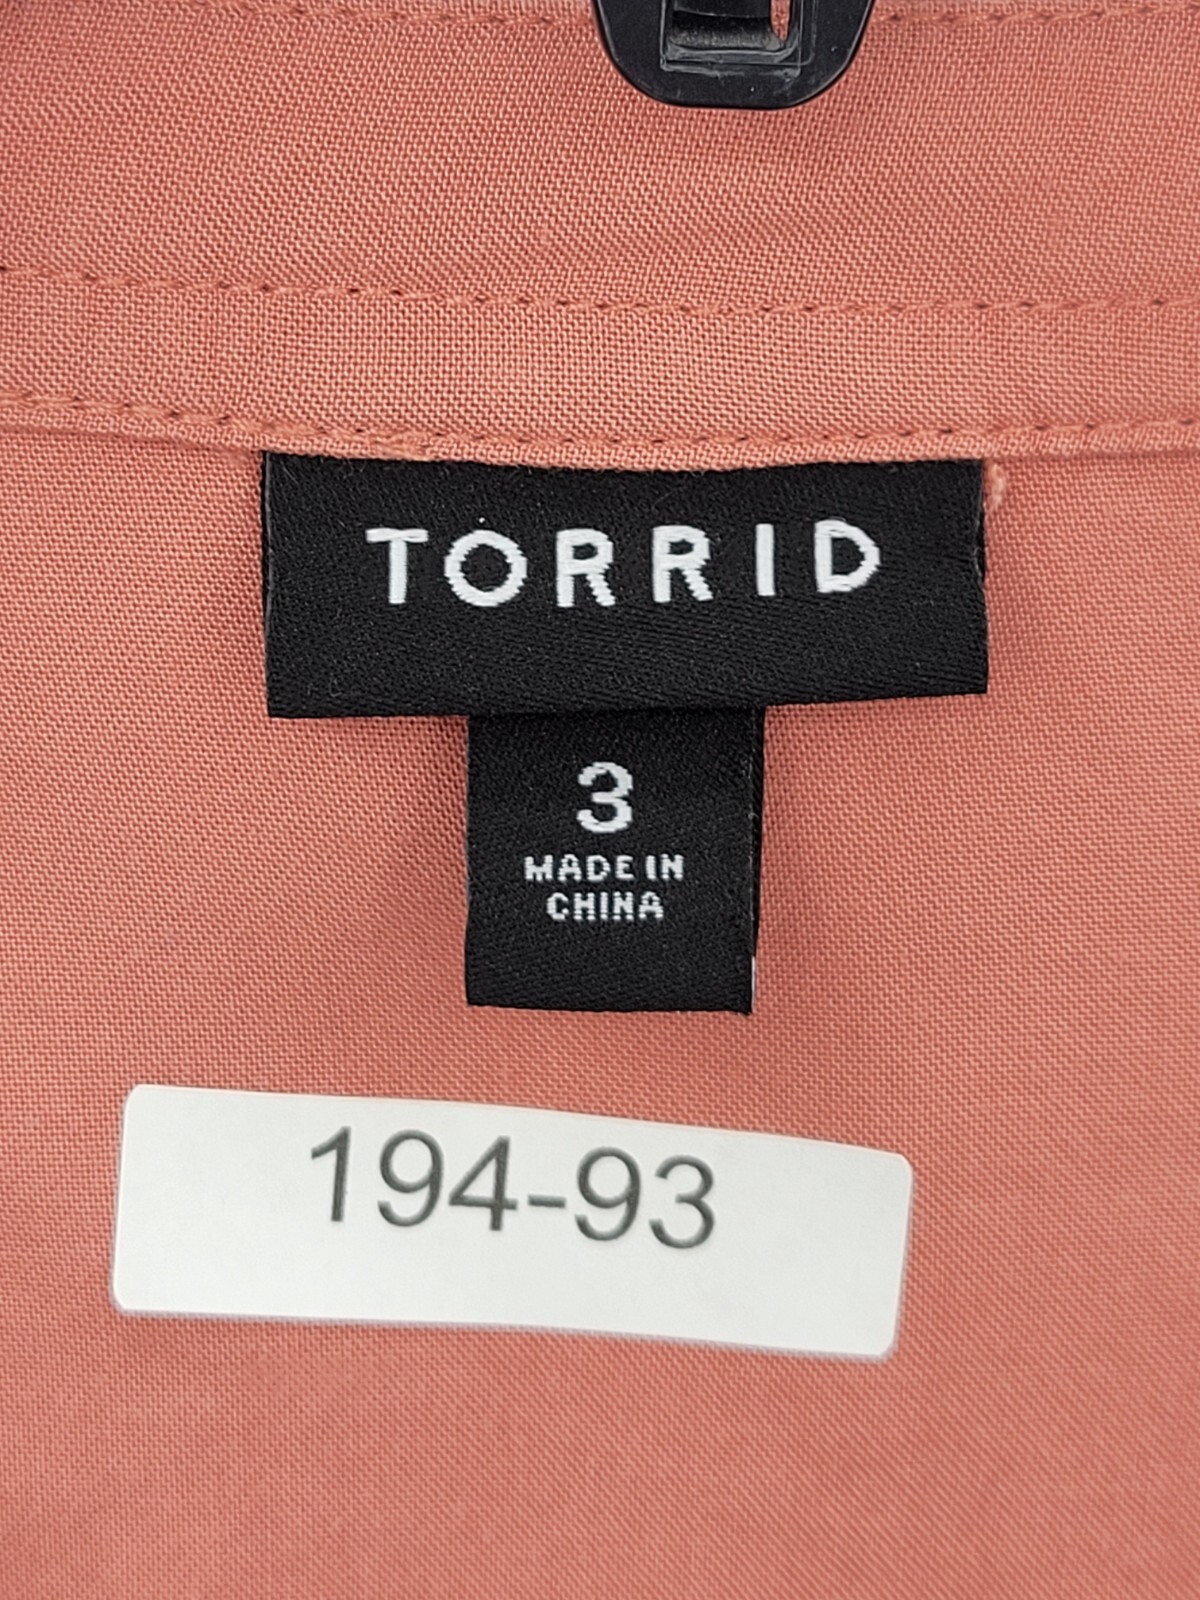 TORRID
3
MADE IN
CHINA
194-93